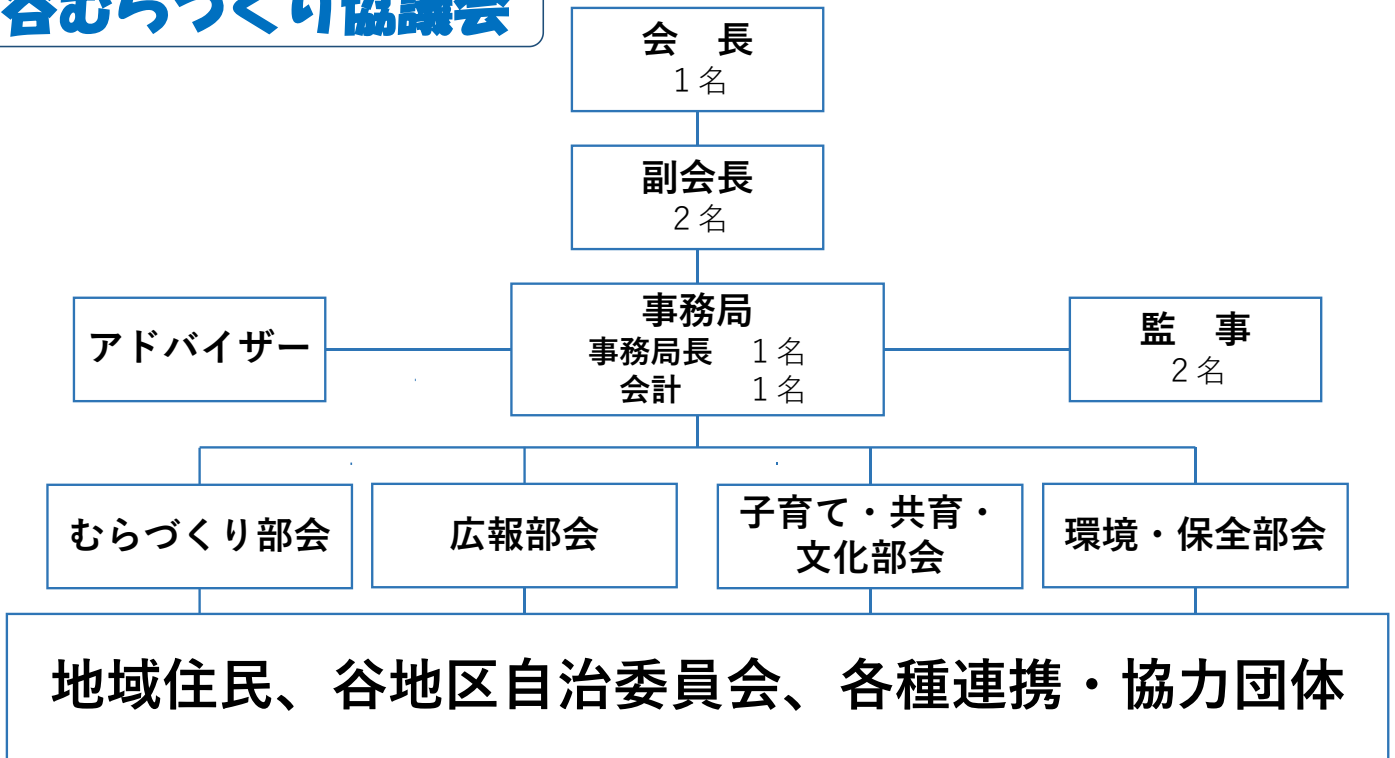 谷むらづくり協議会
会　長
1名
副会長
2名
事務局
事務局長　1名
会計　1名
アドバイザー
監　事
2名
むらづくり部会
広報部会
子育て・共育・
文化部会
環境・保全部会
地域住民、谷地区自治委員会、各種連携・協力団体